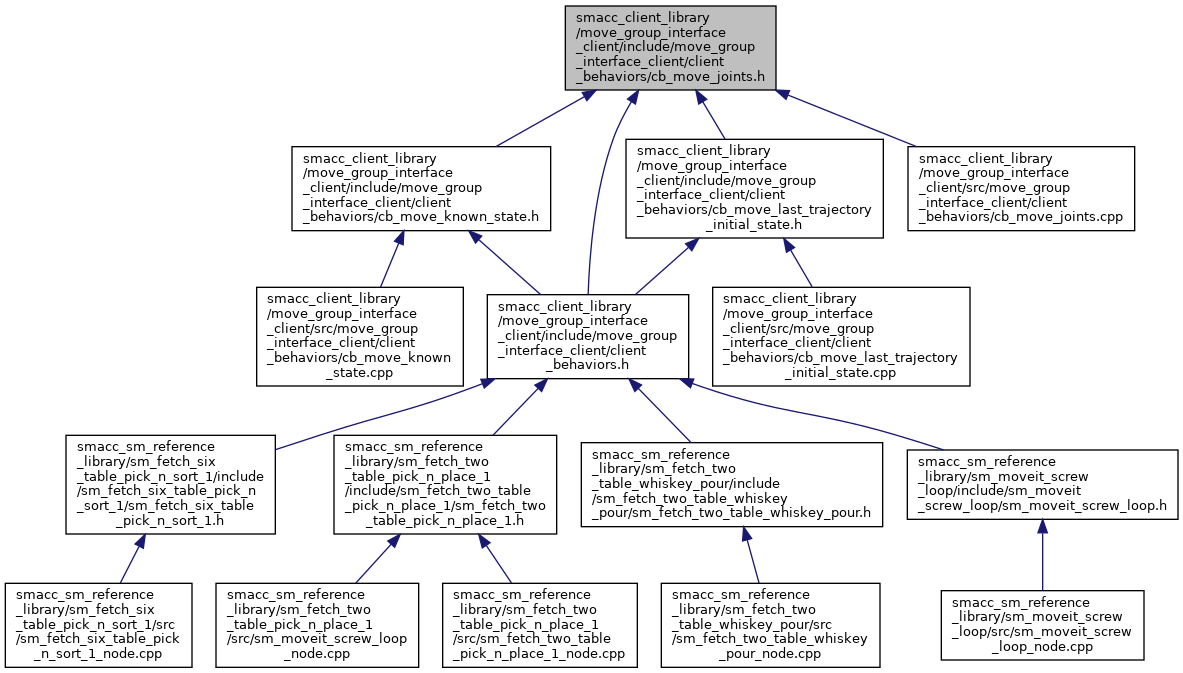 smacc_client_library
/move_group_interface
_client/include/move_group
_interface_client/client
_behaviors/cb_move_joints.h
smacc_client_library
/move_group_interface
_client/include/move_group
_interface_client/client
_behaviors/cb_move_known_state.h
smacc_client_library
/move_group_interface
_client/include/move_group
_interface_client/client
_behaviors/cb_move_last_trajectory
_initial_state.h
smacc_client_library
/move_group_interface
_client/src/move_group
_interface_client/client
_behaviors/cb_move_joints.cpp
smacc_client_library
/move_group_interface
_client/src/move_group
_interface_client/client
_behaviors/cb_move_known
_state.cpp
smacc_client_library
/move_group_interface
_client/include/move_group
_interface_client/client
_behaviors.h
smacc_client_library
/move_group_interface
_client/src/move_group
_interface_client/client
_behaviors/cb_move_last_trajectory
_initial_state.cpp
smacc_sm_reference
_library/sm_fetch_six
_table_pick_n_sort_1/include
/sm_fetch_six_table_pick_n
_sort_1/sm_fetch_six_table
_pick_n_sort_1.h
smacc_sm_reference
_library/sm_fetch_two
_table_pick_n_place_1
/include/sm_fetch_two_table
_pick_n_place_1/sm_fetch_two
_table_pick_n_place_1.h
smacc_sm_reference
_library/sm_fetch_two
_table_whiskey_pour/include
/sm_fetch_two_table_whiskey
_pour/sm_fetch_two_table_whiskey_pour.h
smacc_sm_reference
_library/sm_moveit_screw
_loop/include/sm_moveit
_screw_loop/sm_moveit_screw_loop.h
smacc_sm_reference
_library/sm_fetch_six
_table_pick_n_sort_1/src
/sm_fetch_six_table_pick
_n_sort_1_node.cpp
smacc_sm_reference
_library/sm_fetch_two
_table_pick_n_place_1
/src/sm_moveit_screw_loop
_node.cpp
smacc_sm_reference
_library/sm_fetch_two
_table_pick_n_place_1
/src/sm_fetch_two_table
_pick_n_place_1_node.cpp
smacc_sm_reference
_library/sm_fetch_two
_table_whiskey_pour/src
/sm_fetch_two_table_whiskey
_pour_node.cpp
smacc_sm_reference
_library/sm_moveit_screw
_loop/src/sm_moveit_screw
_loop_node.cpp